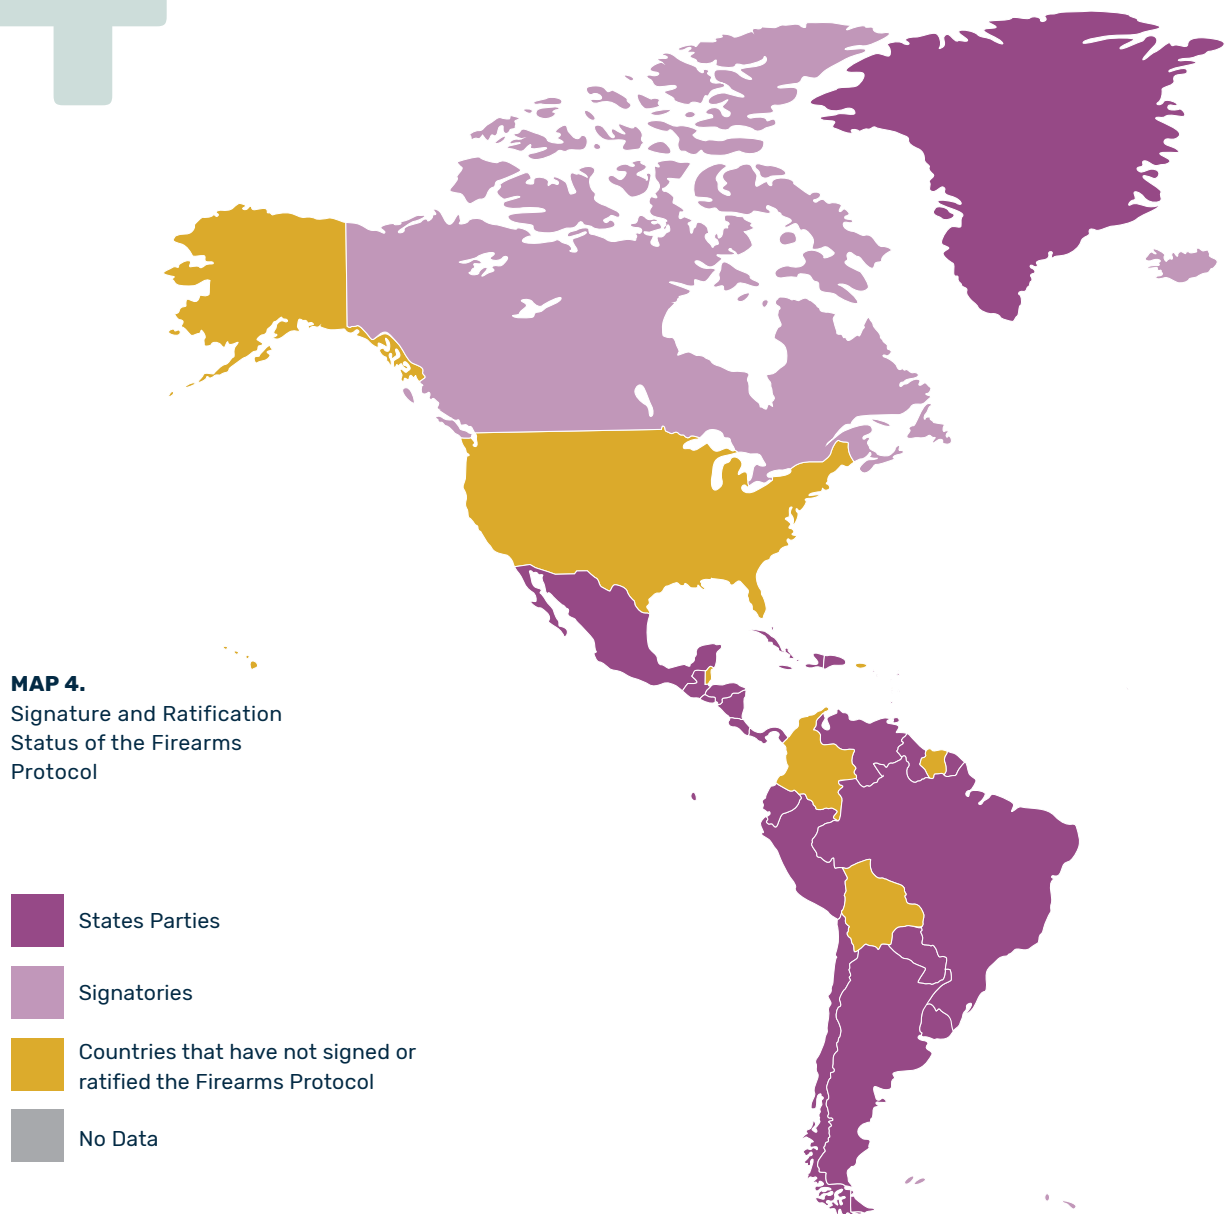 MAP 4.
Signature and Ratification
Status of the Firearms
Protocol
States Parties
Signatories
Countries that have not signed or
ratified the Firearms Protocol
No Data